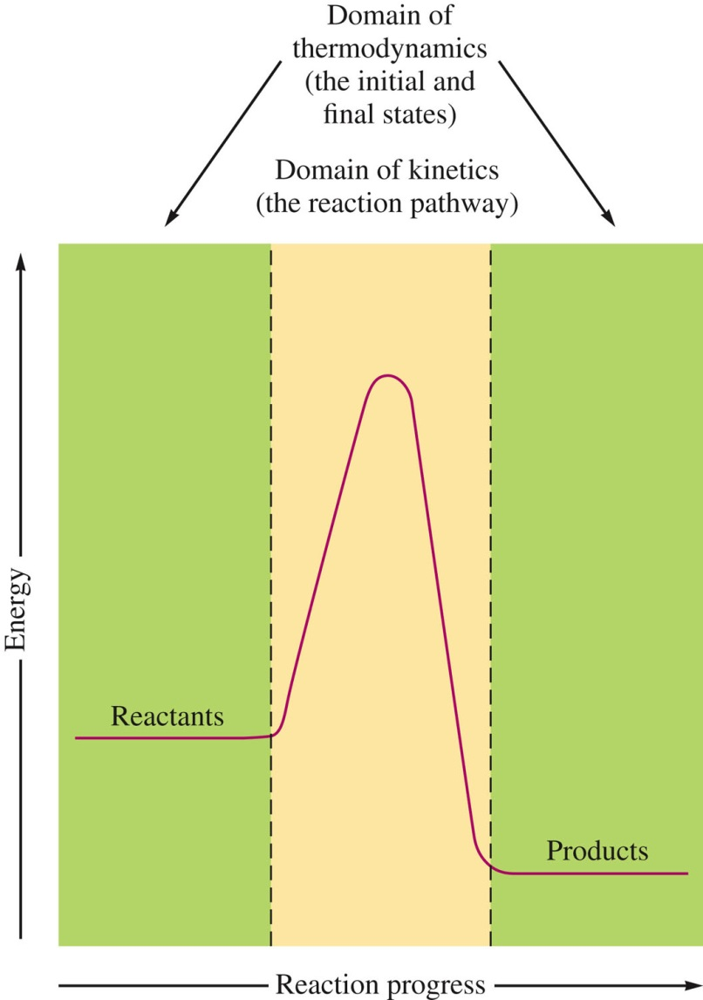 Domain of
thermodynamics
(the initial and
final states)
Domain of kinetics
(the reaction pathway)
Energy
Reactants
Products
Reaction progress